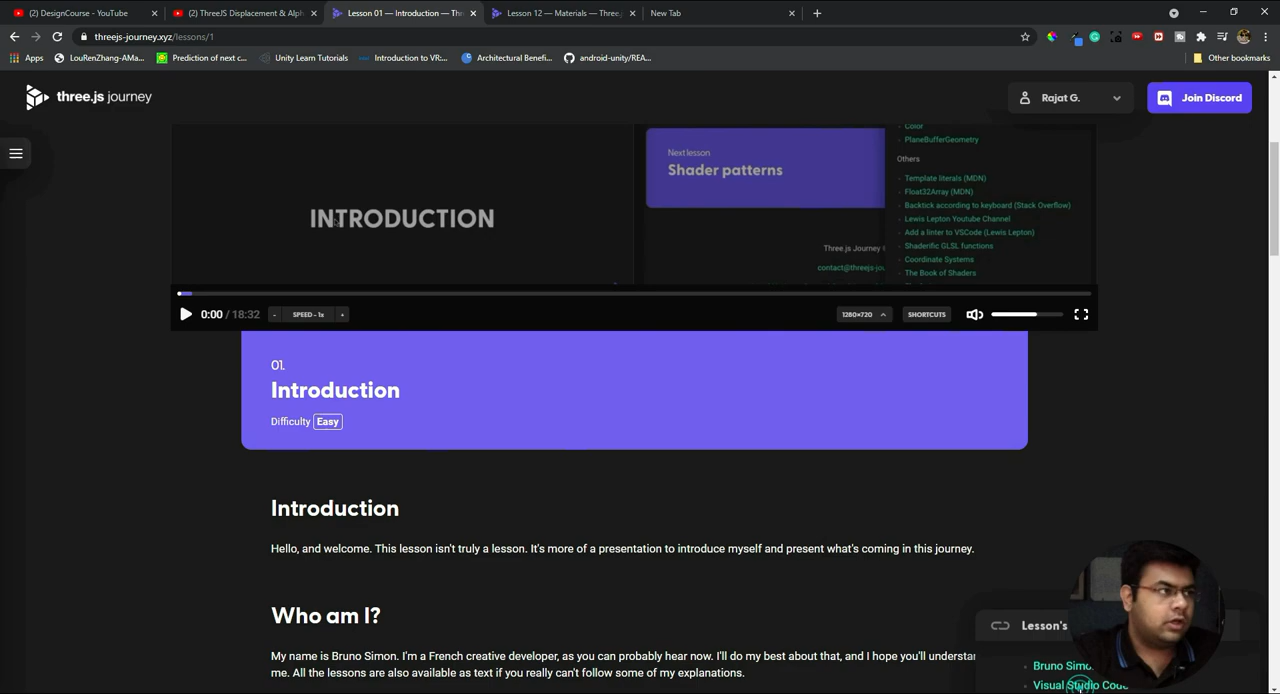 (2) DesignCourse - YouTube
(2) ThreeJS Displacement & Alph
Lesson 01 — Introduction — Thr
Lesson 12 — Materials — Three.j
New Tab
threejs-journey.xyz/lessons/1
Apps
LouRenZhang-AMa...
Prediction of next c...
Unity Learn Tutorials
Introduction to VR:...
Architectural Benefi...
android-unity/REA...
Other bookmarks
three.js journey
Rajat G.
Join Discord
INTRODUCTION
Next lesson
Shader patterns
Three.js Journey
contact@threejs-jou
Color
PlaneBufferGeometry
Others
Template literals (MDN)
Float32Array (MDN)
Backtick according to keyboard (Stack Overflow)
Lewis Lepton Youtube Channel
Add a linter to VSCode (Lewis Lepton)
Shaderific GLSL functions
Coordinate Systems
The Book of Shaders
0:00 / 18:32
- SPEED - 1x +
1280×720
SHORTCUTS
01.
Introduction
Difficulty Easy
Introduction
Hello, and welcome. This lesson isn't truly a lesson. It's more of a presentation to introduce myself and present what's coming in this journey.
Who am I?
My name is Bruno Simon. I'm a French creative developer, as you can probably hear now. I'll do my best about that, and I hope you'll understan
me. All the lessons are also available as text if you really can't follow some of my explanations.
Lesson's
Bruno Simo
Visual Studio Code